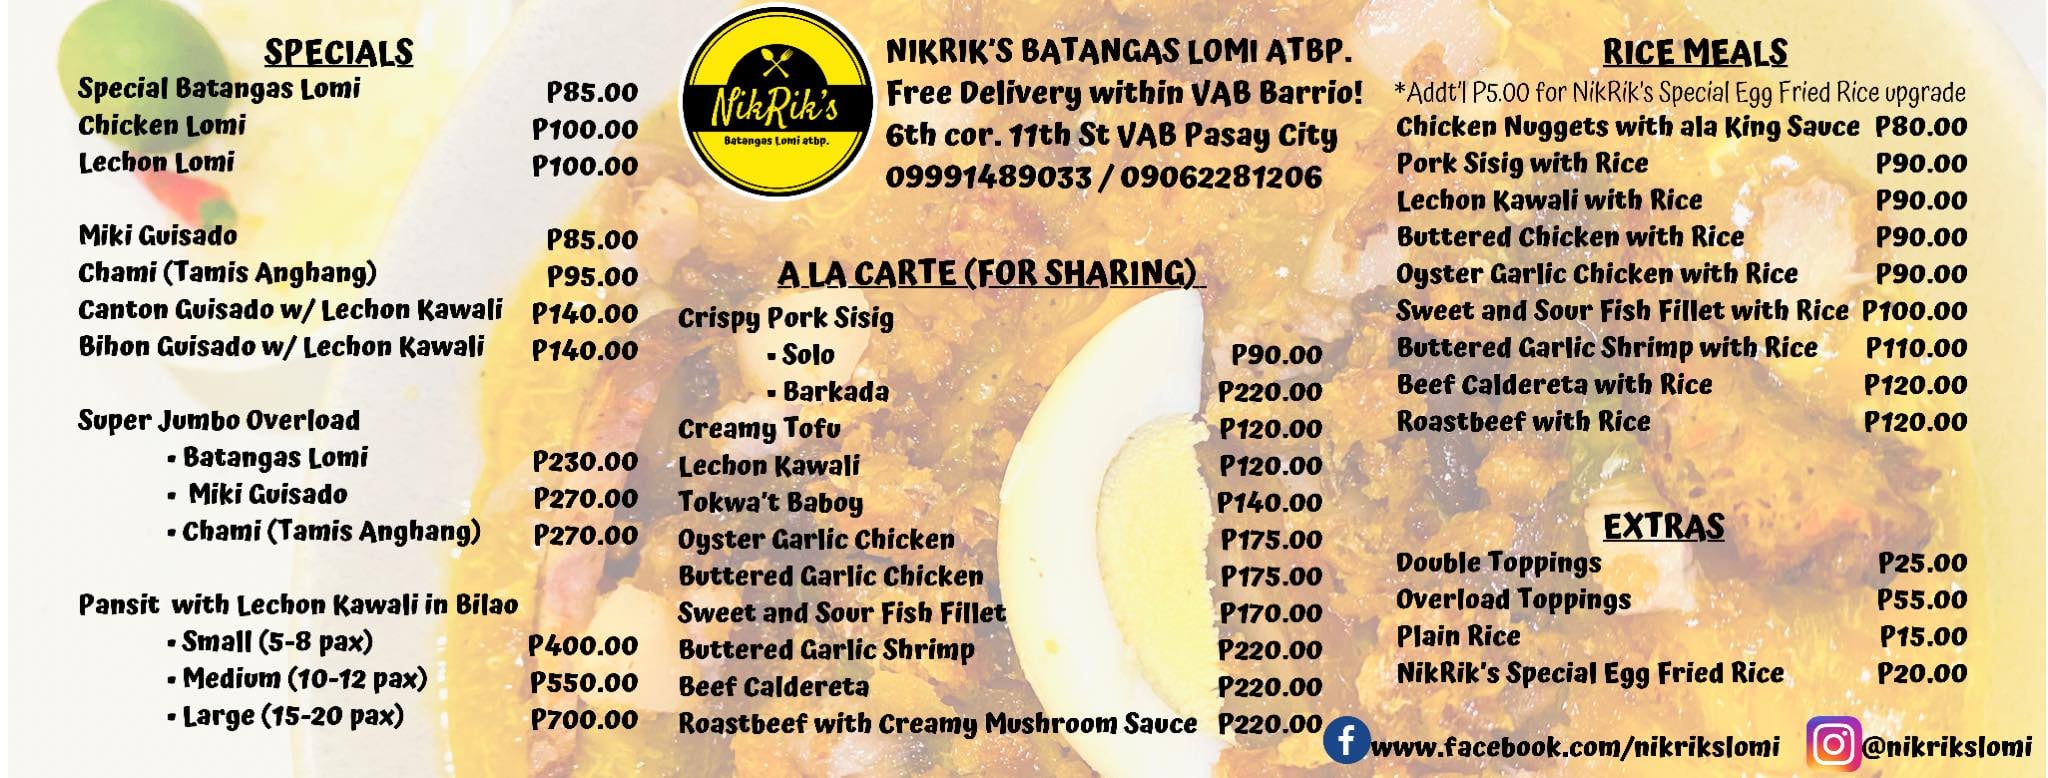 SPECIALS
Special Batangas Lomi P85.00
Chicken Lomi P100.00
Lechon Lomi P100.00
Miki Guisado P85.00
Chami (Tamis Anghang) P95.00
Canton Guisado w/ Lechon Kawali P140.00
Bihon Guisado w/ Lechon Kawali P140.00
Super Jumbo Overload
▪ Batangas Lomi P230.00
▪ Miki Guisado P270.00
▪ Chami (Tamis Anghang) P270.00
Pansit with Lechon Kawali in Bilao
▪ Small (5-8 pax) P400.00
▪ Medium (10-12 pax) P550.00
▪ Large (15-20 pax) P700.00
NikRik's
Batangas Lomi atbp.
NIKRIK'S BATANGAS LOMI ATBP.
Free Delivery within VAB Barrio!
6th cor. 11th St VAB Pasay City
09991489033 / 09062281206
A LA CARTE (FOR SHARING)
Crispy Pork Sisig
▪ Solo P90.00
▪ Barkada P220.00
Creamy Tofu P120.00
Lechon Kawali P120.00
Tokwa't Baboy P140.00
Oyster Garlic Chicken P175.00
Buttered Garlic Chicken P175.00
Sweet and Sour Fish Fillet P170.00
Buttered Garlic Shrimp P220.00
Beef Caldereta P220.00
Roastbeef with Creamy Mushroom Sauce P220.00
RICE MEALS
*Addt'l P5.00 for NikRik's Special Egg Fried Rice upgrade
Chicken Nuggets with ala King Sauce P80.00
Pork Sisig with Rice P90.00
Lechon Kawali with Rice P90.00
Buttered Chicken with Rice P90.00
Oyster Garlic Chicken with Rice P90.00
Sweet and Sour Fish Fillet with Rice P100.00
Buttered Garlic Shrimp with Rice P110.00
Beef Caldereta with Rice P120.00
Roastbeef with Rice P120.00
EXTRAS
Double Toppings P25.00
Overload Toppings P55.00
Plain Rice P15.00
NikRik's Special Egg Fried Rice P20.00
www.facebook.com/nikrikslomi @nikrikslomi